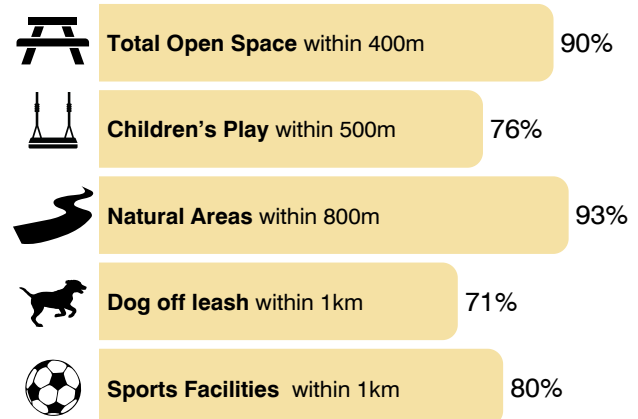 Total Open Space within 400m 90%
Children's Play within 500m 76%
Natural Areas within 800m 93%
Dog off leash within 1km 71%
Sports Facilities within 1km 80%